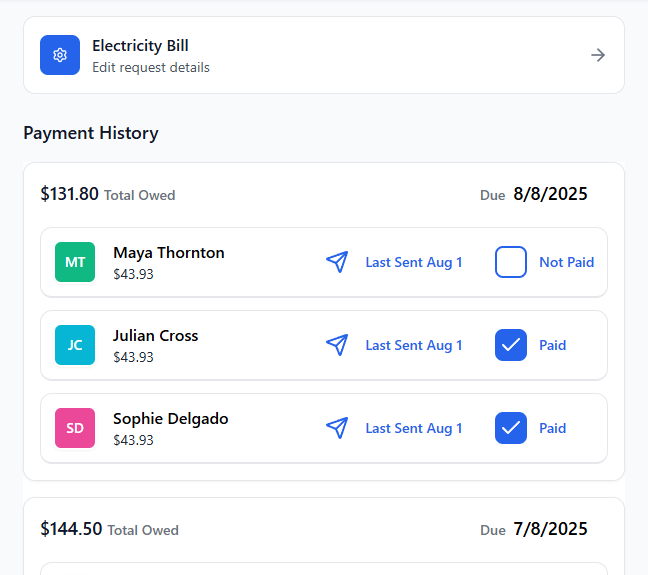 Electricity Bill
Edit request details
Payment History
$131.80 Total Owed Due 8/8/2025
MT Maya Thornton Last Sent Aug 1 Not Paid
$43.93
JC Julian Cross Last Sent Aug 1 Paid
$43.93
SD Sophie Delgado Last Sent Aug 1 Paid
$43.93
$144.50 Total Owed Due 7/8/2025